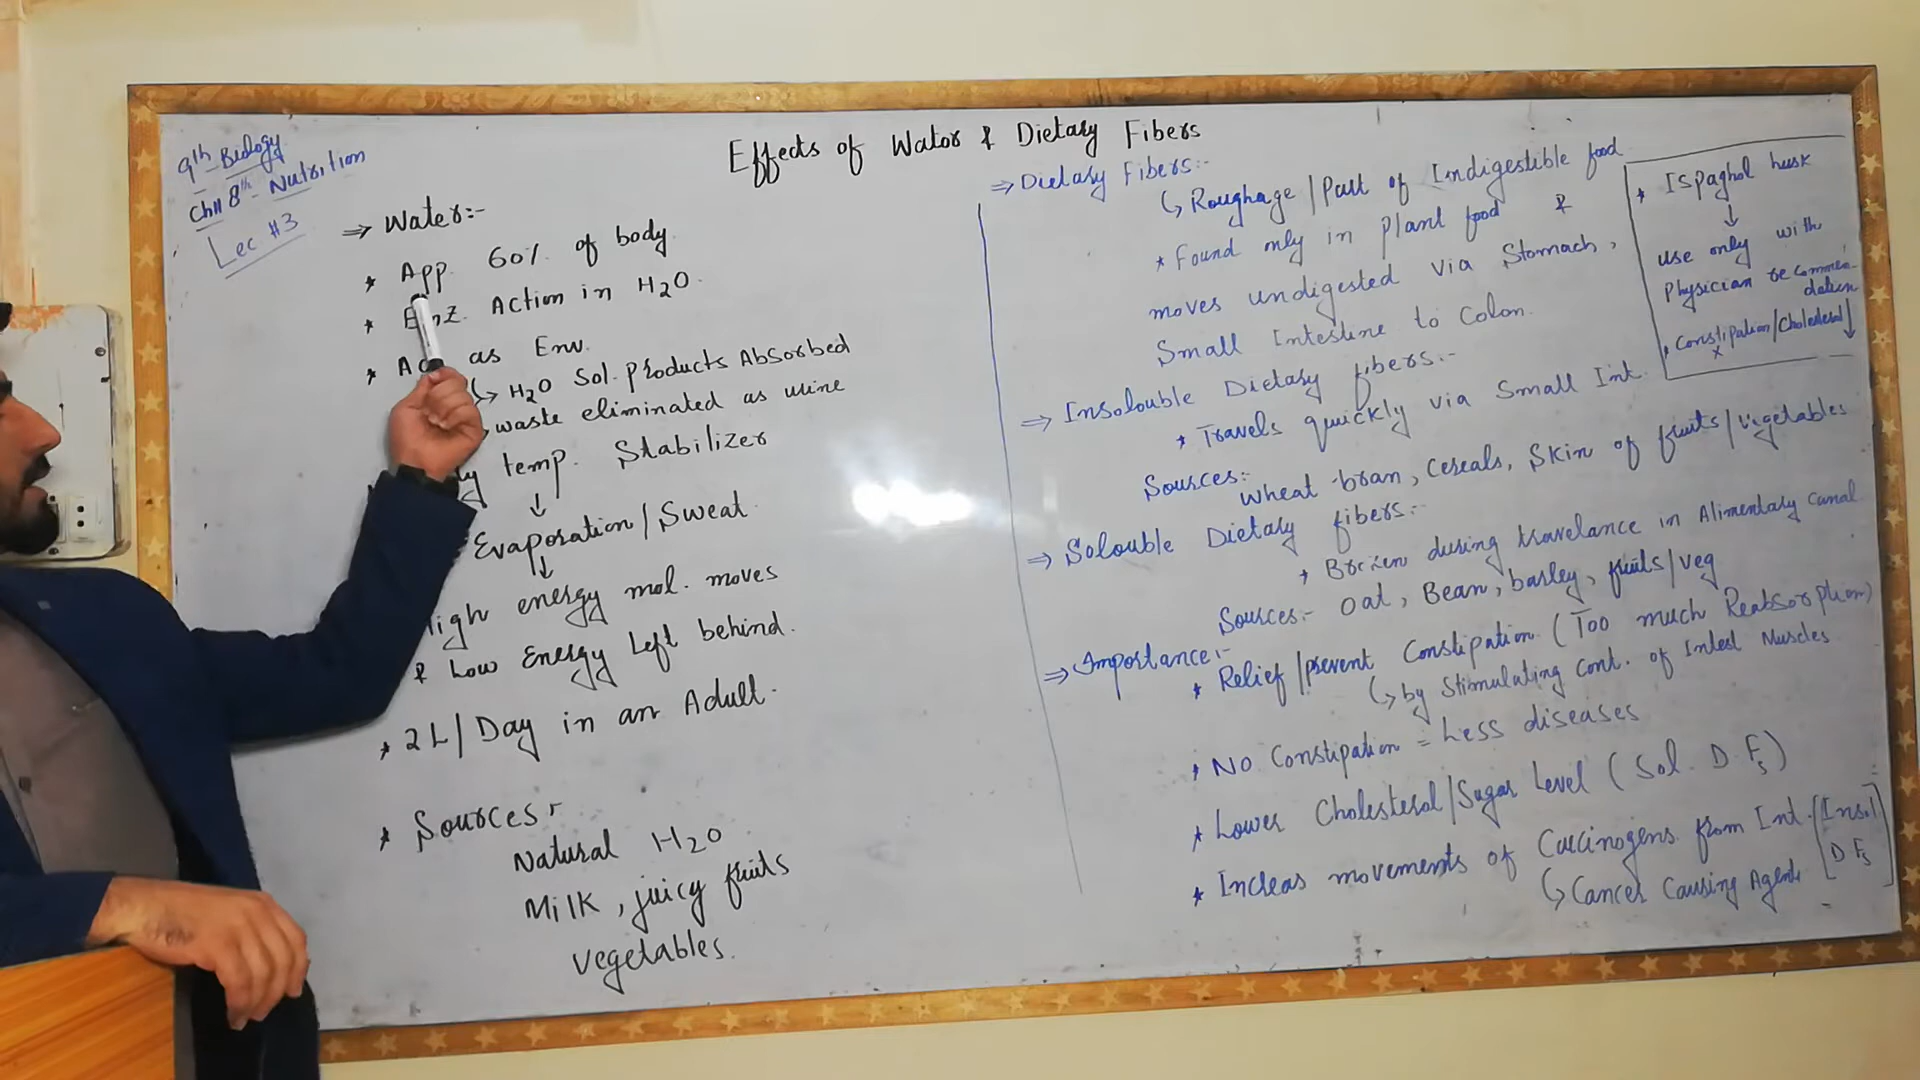 9th Biology
Ch# 8th Nutrition
Lec #3
Effects of Water & Dietary Fibers
⇒ Water:-
* App. 60% of body
* Enz. Action in H2O.
* as Env.
↳ H2O Sol. products Absorbed
waste eliminated as urine
temp. Stabilizer
↓
Evaporation/Sweat
↓
High energy mol. moves
& Low Energy Left behind.
* 2L/Day in an Adult.
* Sources:
Natural H2O
Milk, juicy fruits
vegetables.
⇒ Dietary Fibers:-
↳ Roughage/Part of Indigestible food
* Found only in plant food &
moves undigested via Stomach,
Small Intestine to Colon.
⇒ Insolouble Dietary fibers:-
* Travels quickly via Small Int.
Sources:-
Wheat bran, Cereals, Skin of fruits/vegetables
⇒ Solouble Dietary fibers:-
* Broken during travelance in Alimentary Canal
Sources:- Oat, Bean, barley, fruits/veg
⇒ Importance:-
* Relief/prevent Constipation (Too much Reabsorption)
↳ by Stimulating Cont. of Intest Muscles
* No Constipation = Less diseases
* Lower Cholesterol/Sugar Level (Sol. D.Fs)
* Increas movements of Carcinogens from Int. [Insol
D Fs]
↳ Cancer Causing Agents
* Ispaghol husk
↓
use only with
Physician recommen-
dation
* Constipation/Cholesterol ↓
x